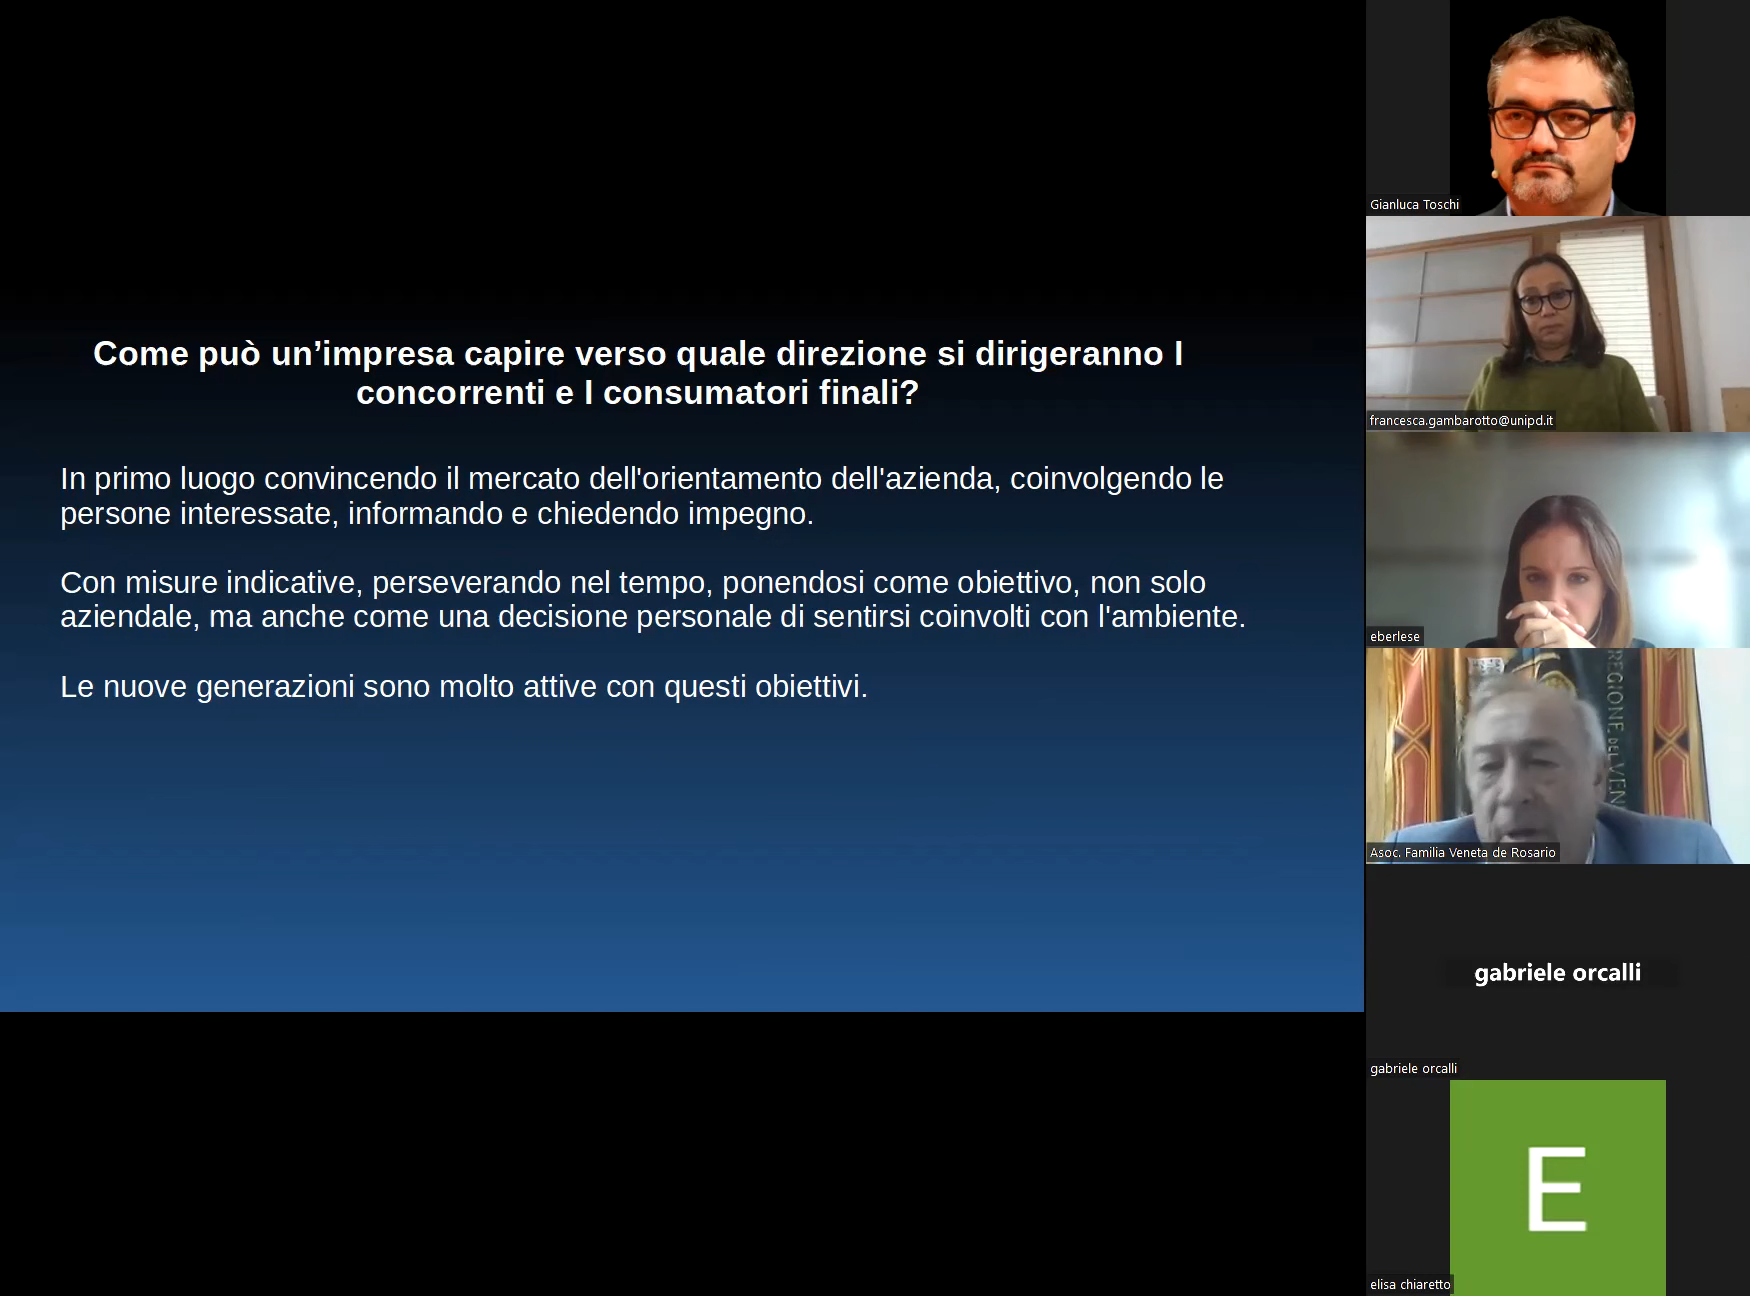 Come può un’impresa capire verso quale direzione si dirigeranno I
concorrenti e I consumatori finali?
In primo luogo convincendo il mercato dell'orientamento dell'azienda, coinvolgendo le
persone interessate, informando e chiedendo impegno.
Con misure indicative, perseverando nel tempo, ponendosi come obiettivo, non solo
aziendale, ma anche come una decisione personale di sentirsi coinvolti con l'ambiente.
Le nuove generazioni sono molto attive con questi obiettivi.
Gianluca Toschi
francesca.gambarotto@unipd.it
eberlese
REGIONE DEL VEN
Asoc. Familia Veneta de Rosario
gabriele orcalli
gabriele orcalli
E
elisa chiaretto